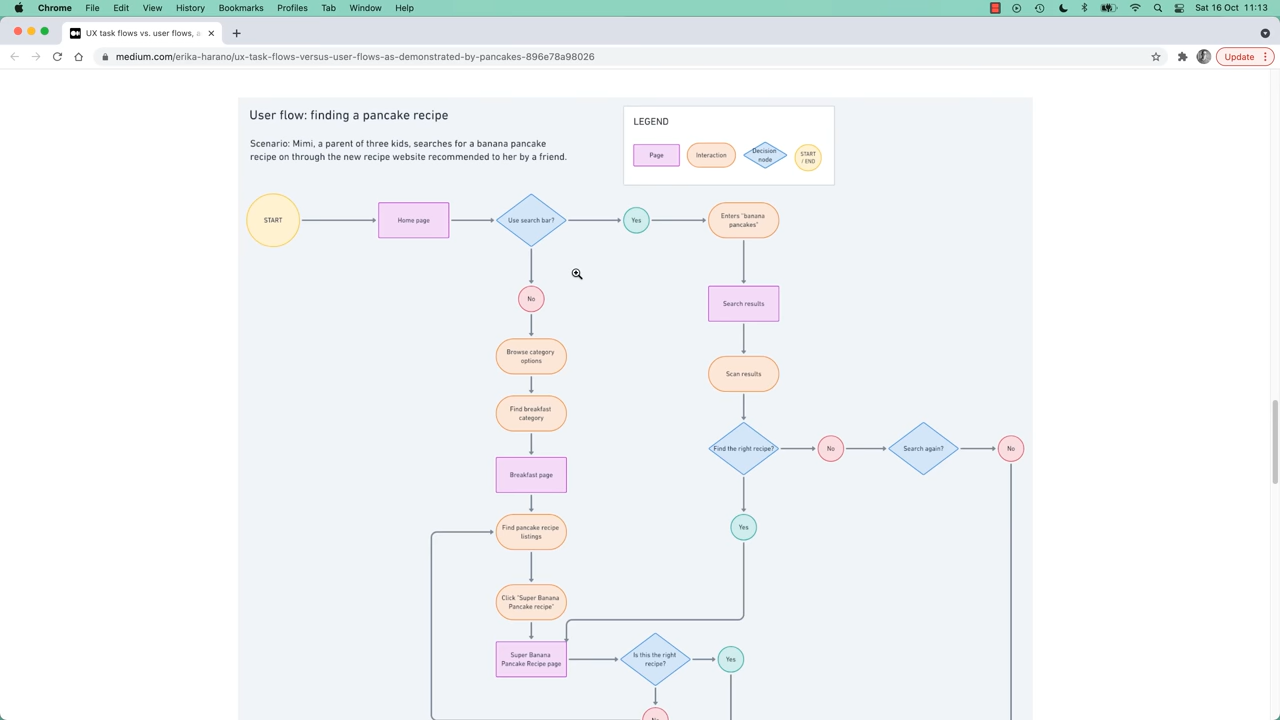 Chrome File Edit View History Bookmarks Profiles Tab Window Help Sat 16 Oct 11:13
UX task flows vs. user flows,
medium.com/erika-harano/ux-task-flows-versus-user-flows-as-demonstrated-by-pancakes-896e78a98026
Update
User flow: finding a pancake recipe
Scenario: Mimi, a parent of three kids, searches for a banana pancake
recipe on through the new recipe website recommended to her by a friend.
LEGEND
Page
Interaction
Decision
node
START
/ END
START
Home page
Use search bar?
Yes
Enters "banana
pancakes"
No
Search results
Browse category
options
Scan results
Find breakfast
category
Find the right recipe?
No
Search again?
No
Breakfast page
Yes
Find pancake recipe
listings
Click "Super Banana
Pancake recipe"
Super Banana
Pancake Recipe page
Is this the right
recipe?
Yes
No